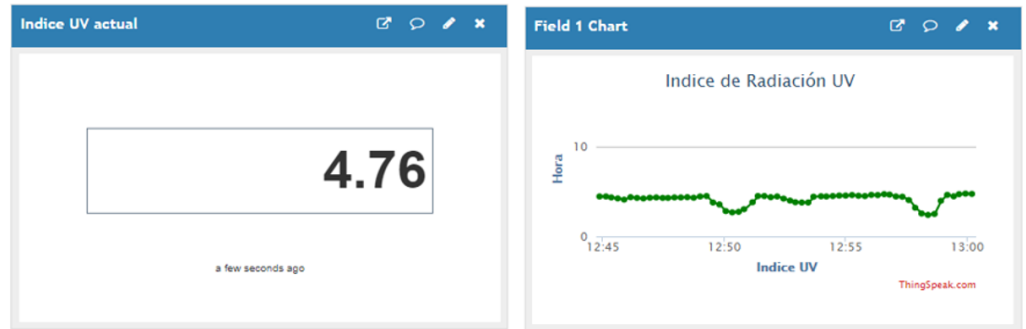 Indice UV actual
4.76
a few seconds ago
Field 1 Chart
Indice de Radiación UV
Hora
10
0
12:45 12:50 12:55 13:00
Indice UV
ThingSpeak.com